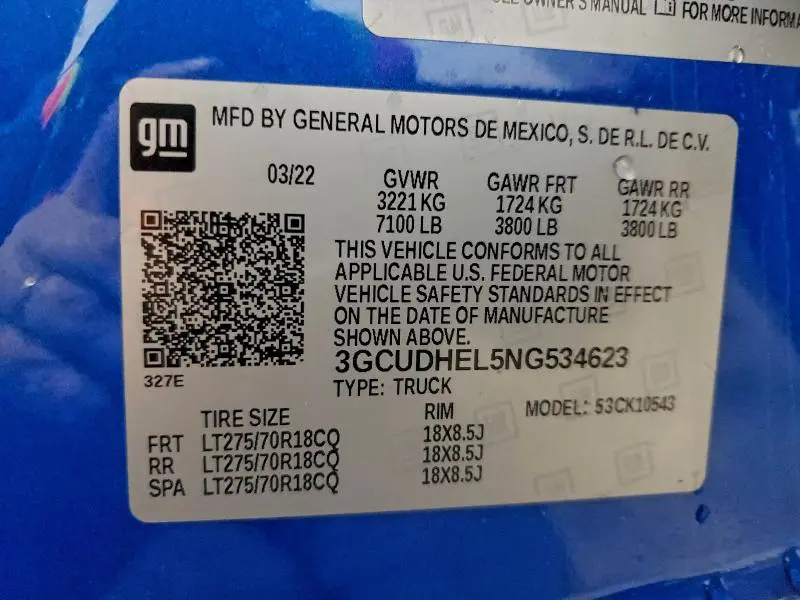 OWNER'S MANUAL
FOR MORE
gm
MFD BY GENERAL MOTORS DE MEXICO, S. DE R.L. DE C.V.
03/22 GVWR GAWR FRT GAWR RR
3221 KG 1724 KG 1724 KG
7100 LB 3800 LB 3800 LB
THIS VEHICLE CONFORMS TO ALL
APPLICABLE U.S. FEDERAL MOTOR
VEHICLE SAFETY STANDARDS IN EFFECT
ON THE DATE OF MANUFACTURE
SHOWN ABOVE.
3GCUDHEL5NG534623
327E
TYPE: TRUCK
TIRE SIZE RIM MODEL: 53CK10543
FRT LT275/70R18CQ 18X8.5J
RR LT275/70R18CQ 18X8.5J
SPA LT275/70R18CQ 18X8.5J